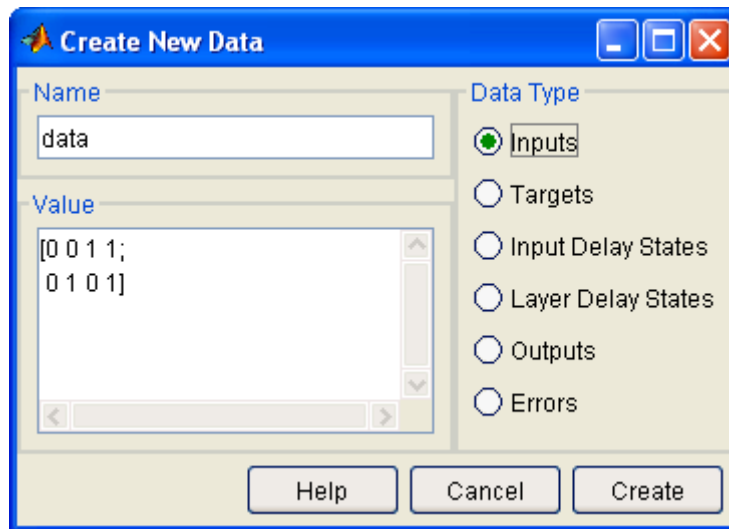 Create New Data
Name
data
Value
[0 0 1 1;
0 1 0 1]
Data Type
Inputs
Targets
Input Delay States
Layer Delay States
Outputs
Errors
Help
Cancel
Create